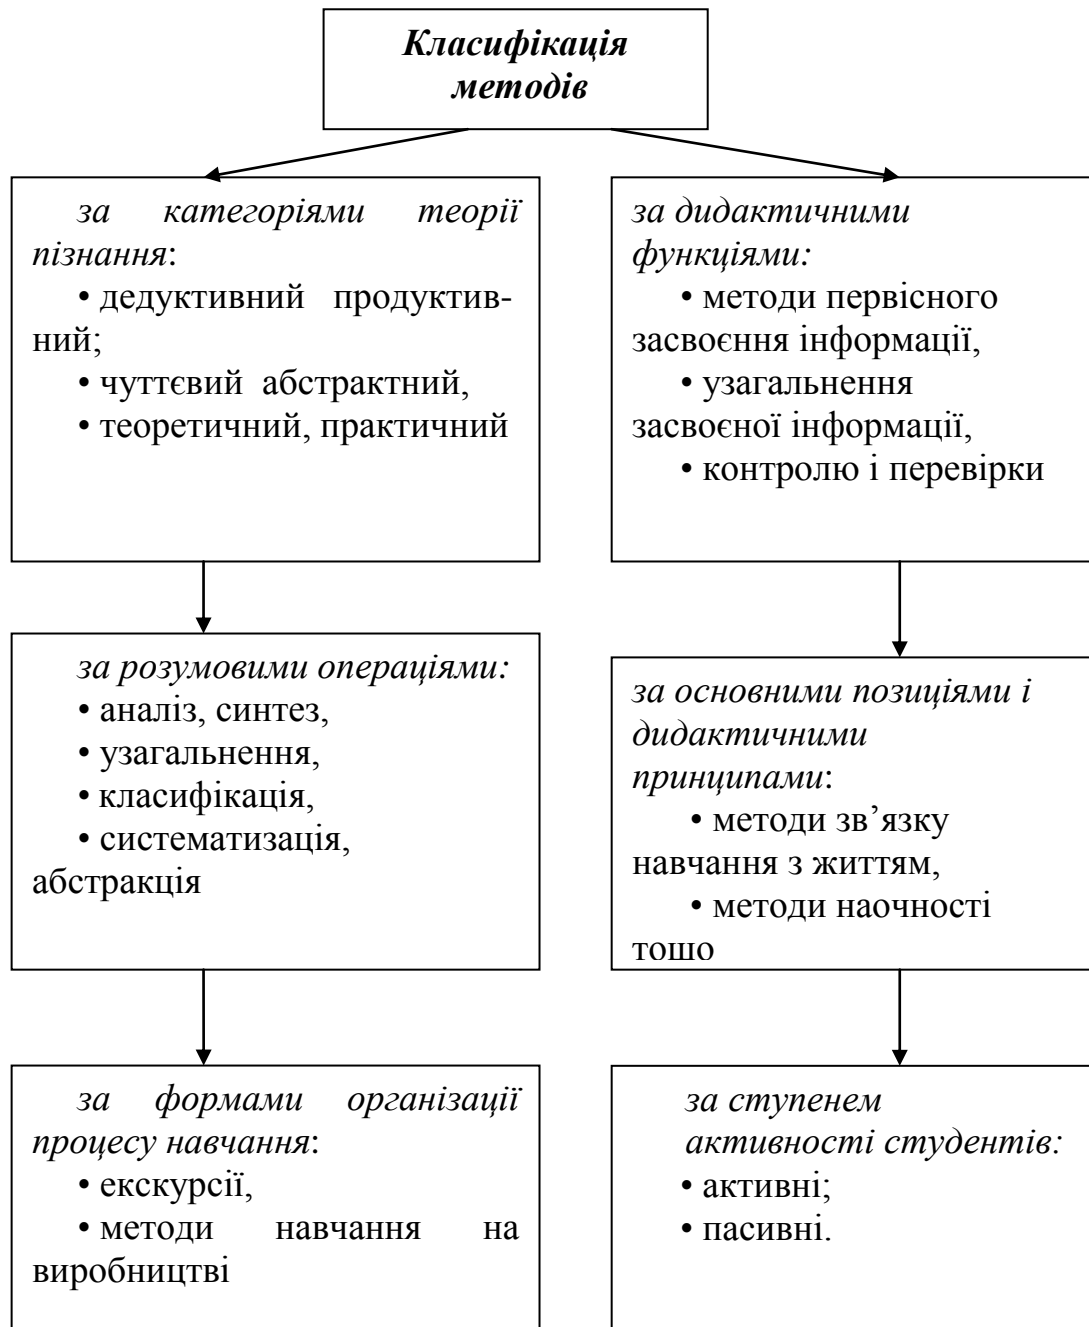 Класифікація
методів
за категоріями теорії
пізнання:
• дедуктивний продуктив-
ний;
• чуттєвий абстрактний,
• теоретичний, практичний
за дидактичними
функціями:
• методи первісного
засвоєння інформації,
• узагальнення
засвоєної інформації,
• контролю і перевірки
за розумовими операціями:
• аналіз, синтез,
• узагальнення,
• класифікація,
• систематизація,
абстракція
за основними позиціями і
дидактичними
принципами:
• методи зв’язку
навчання з життям,
• методи наочності
тощо
за формами організації
процесу навчання:
• екскурсії,
• методи навчання на
виробництві
за ступенем
активності студентів:
• активні;
• пасивні.